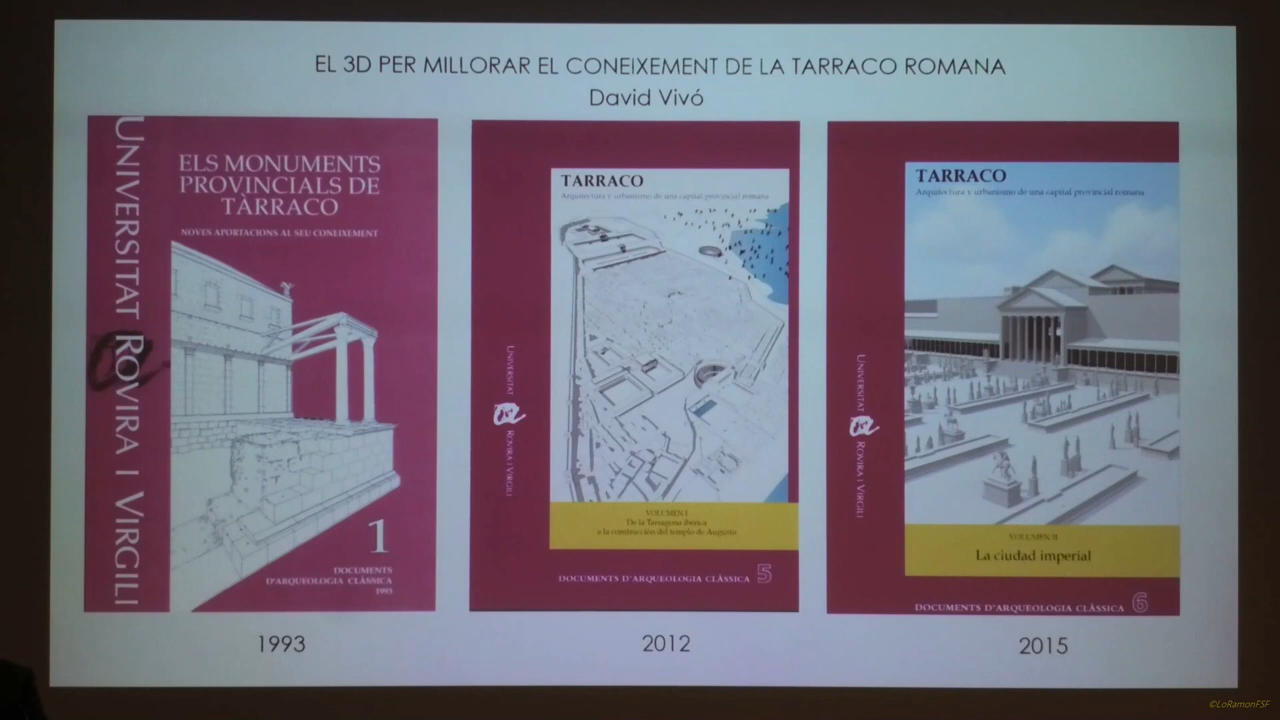 EL 3D PER MILLORAR EL CONEIXEMENT DE LA TARRACO ROMANA
David Vivó
UNIVERSITAT ROVIRA I VIRGILI
ELS MONUMENTS
PROVINCIALS DE
TÀRRACO
NOVES APORTACIONS AL SEU CONEIXEMENT
1
DOCUMENTS
D'ARQUEOLOGIA CLÀSSICA
1993
1993
TARRACO
Arquitectura y urbanismo de una capital provincial romana
UNIVERSITAT ROVIRA I VIRGILI
VOLUMEN I
De la Tarragona ibérica
a la construcción del templo de Augusto
DOCUMENTS D'ARQUEOLOGIA CLÀSSICA 5
2012
TARRACO
Arquitectura y urbanismo de una capital provincial romana
UNIVERSITAT ROVIRA I VIRGILI
VOLUMEN II
La ciudad imperial
DOCUMENTS D'ARQUEOLOGIA CLÀSSICA 6
2015
©LoRamonFSF